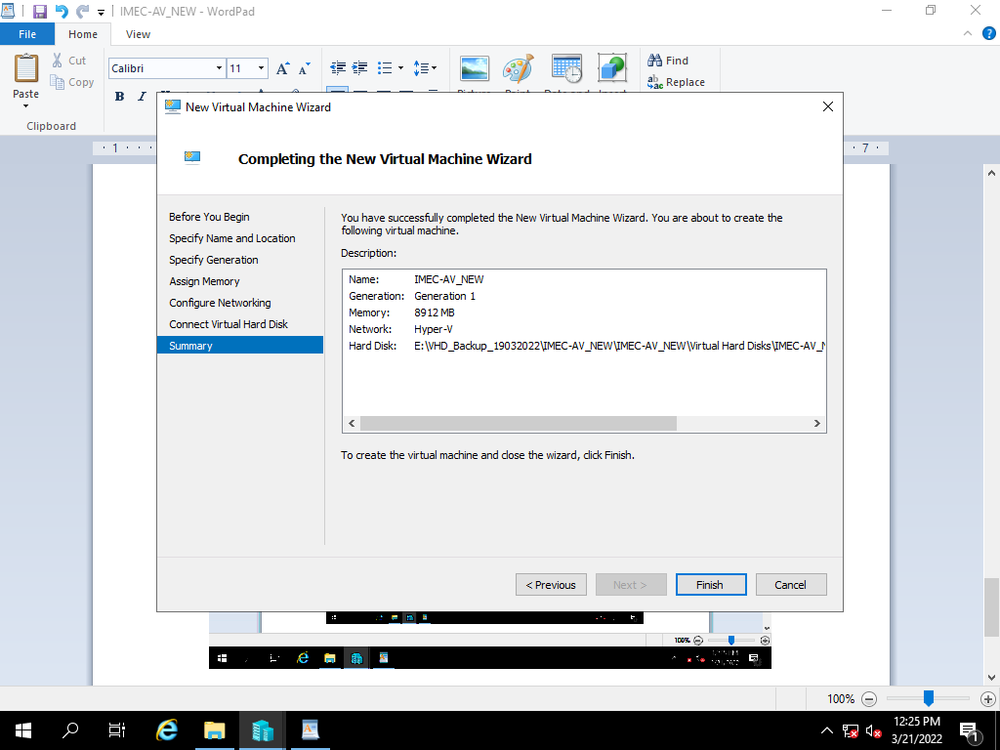 IMEC-AV_NEW - WordPad
File
Home
View
Paste
Cut
Copy
Clipboard
Calibri
11
B
I
Find
Replace
1
7
New Virtual Machine Wizard
Completing the New Virtual Machine Wizard
Before You Begin
Specify Name and Location
Specify Generation
Assign Memory
Configure Networking
Connect Virtual Hard Disk
Summary
You have successfully completed the New Virtual Machine Wizard. You are about to create the
following virtual machine.
Description:
Name: IMEC-AV_NEW
Generation: Generation 1
Memory: 8912 MB
Network: Hyper-V
Hard Disk: E:\VHD_Backup_19032022\IMEC-AV_NEW\IMEC-AV_NEW\Virtual Hard Disks\IMEC-AV_N
To create the virtual machine and close the wizard, click Finish.
< Previous
Next >
Finish
Cancel
100%
100%
12:25 PM
3/21/2022
1